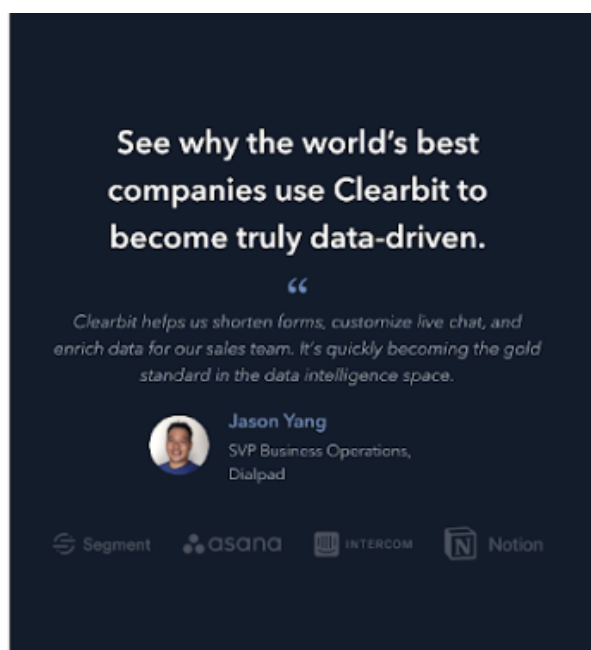 See why the world's best
companies use Clearbit to
become truly data-driven.
“
Clearbit helps us shorten forms, customize live chat, and
enrich data for our sales team. It's quickly becoming the gold
standard in the data intelligence space.
Jason Yang
SVP Business Operations,
Dialpad
Segment asana INTERCOM Notion